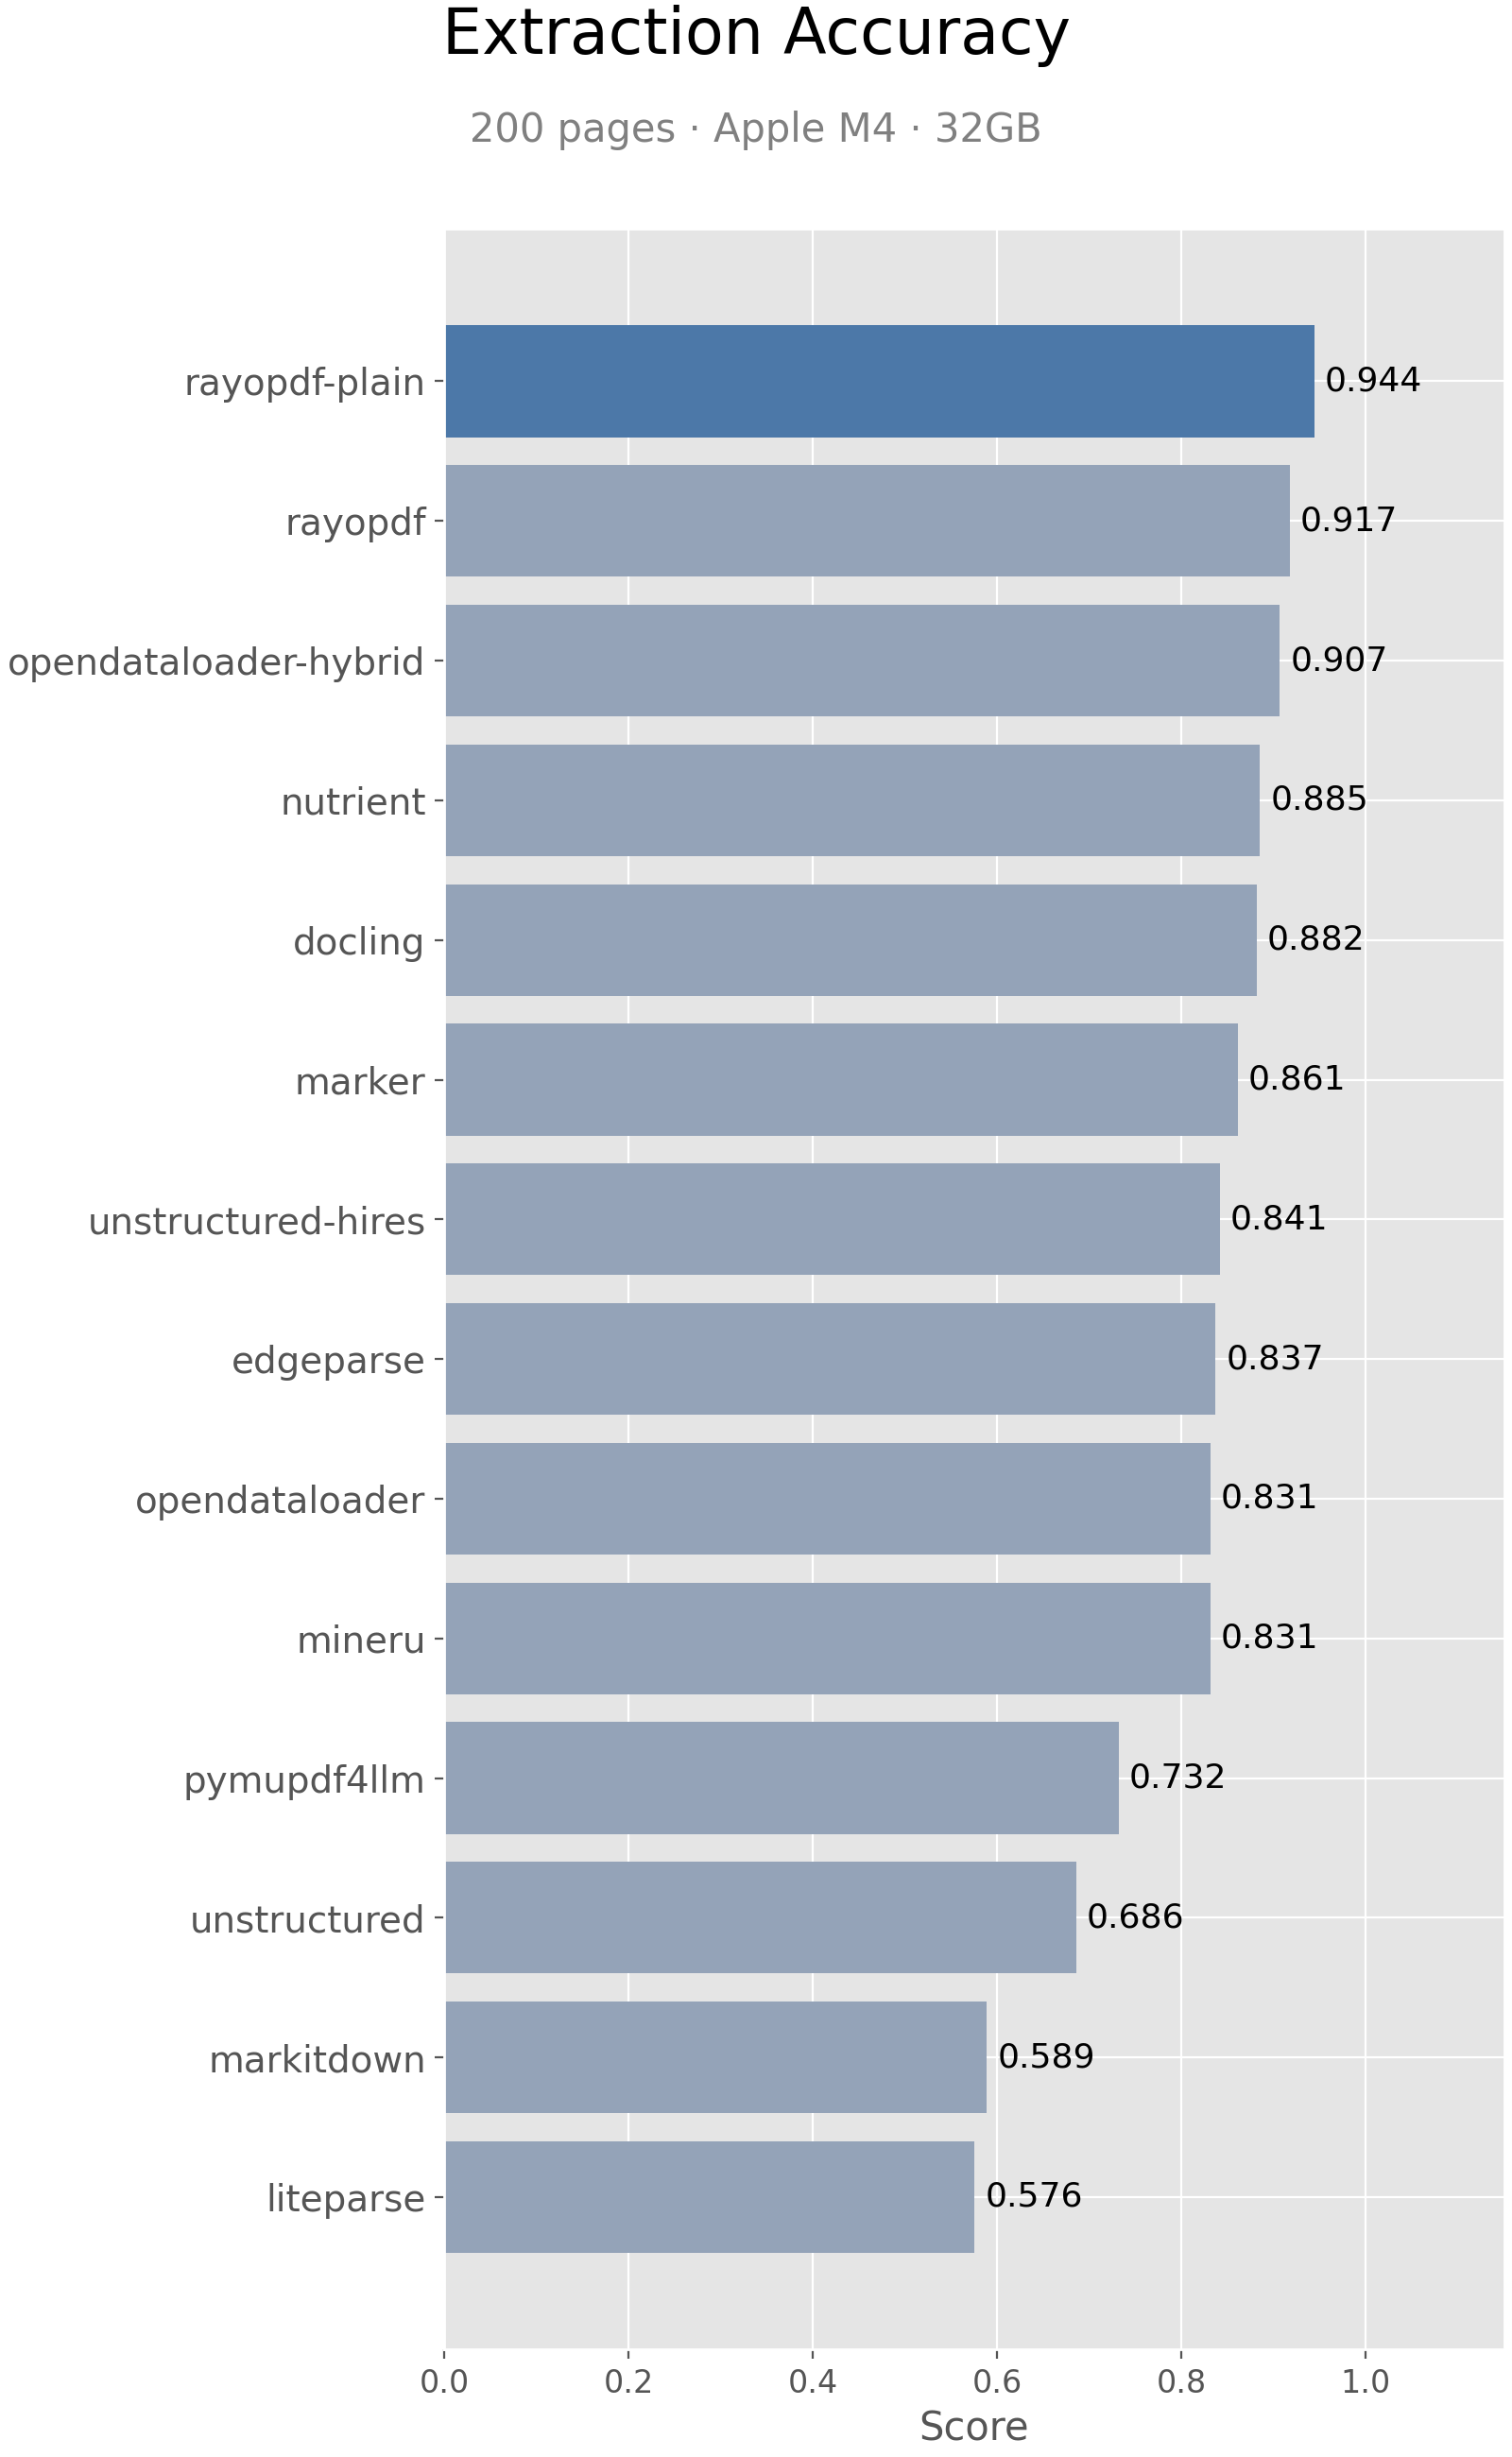 Extraction Accuracy
200 pages · Apple M4 · 32GB
rayopdf-plain 0.944
rayopdf 0.917
opendataloader-hybrid 0.907
nutrient 0.885
docling 0.882
marker 0.861
unstructured-hires 0.841
edgeparse 0.837
opendataloader 0.831
mineru 0.831
pymupdf4llm 0.732
unstructured 0.686
markitdown 0.589
liteparse 0.576
0.0 0.2 0.4 0.6 0.8 1.0
Score